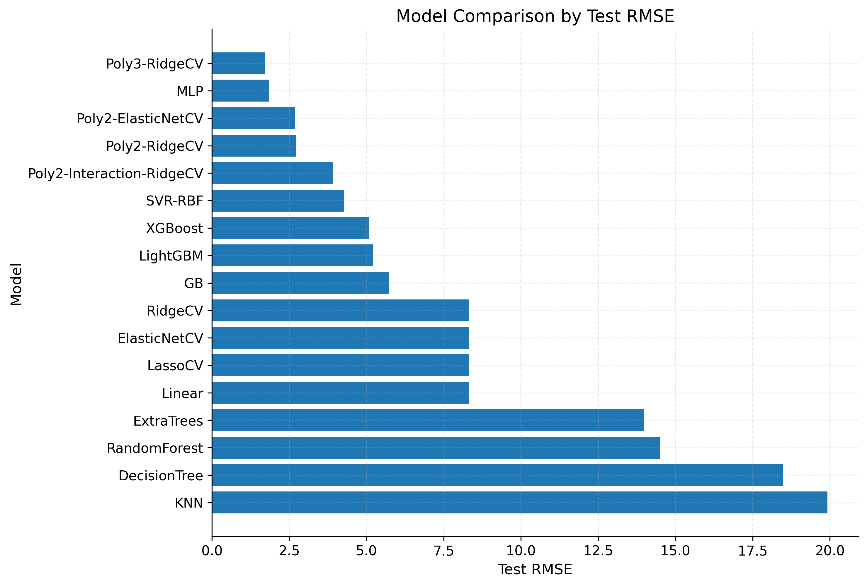 Model Comparison by Test RMSE
Model
Poly3-RidgeCV
MLP
Poly2-ElasticNetCV
Poly2-RidgeCV
Poly2-Interaction-RidgeCV
SVR-RBF
XGBoost
LightGBM
GB
RidgeCV
ElasticNetCV
LassoCV
Linear
ExtraTrees
RandomForest
DecisionTree
KNN
0.0 2.5 5.0 7.5 10.0 12.5 15.0 17.5 20.0
Test RMSE